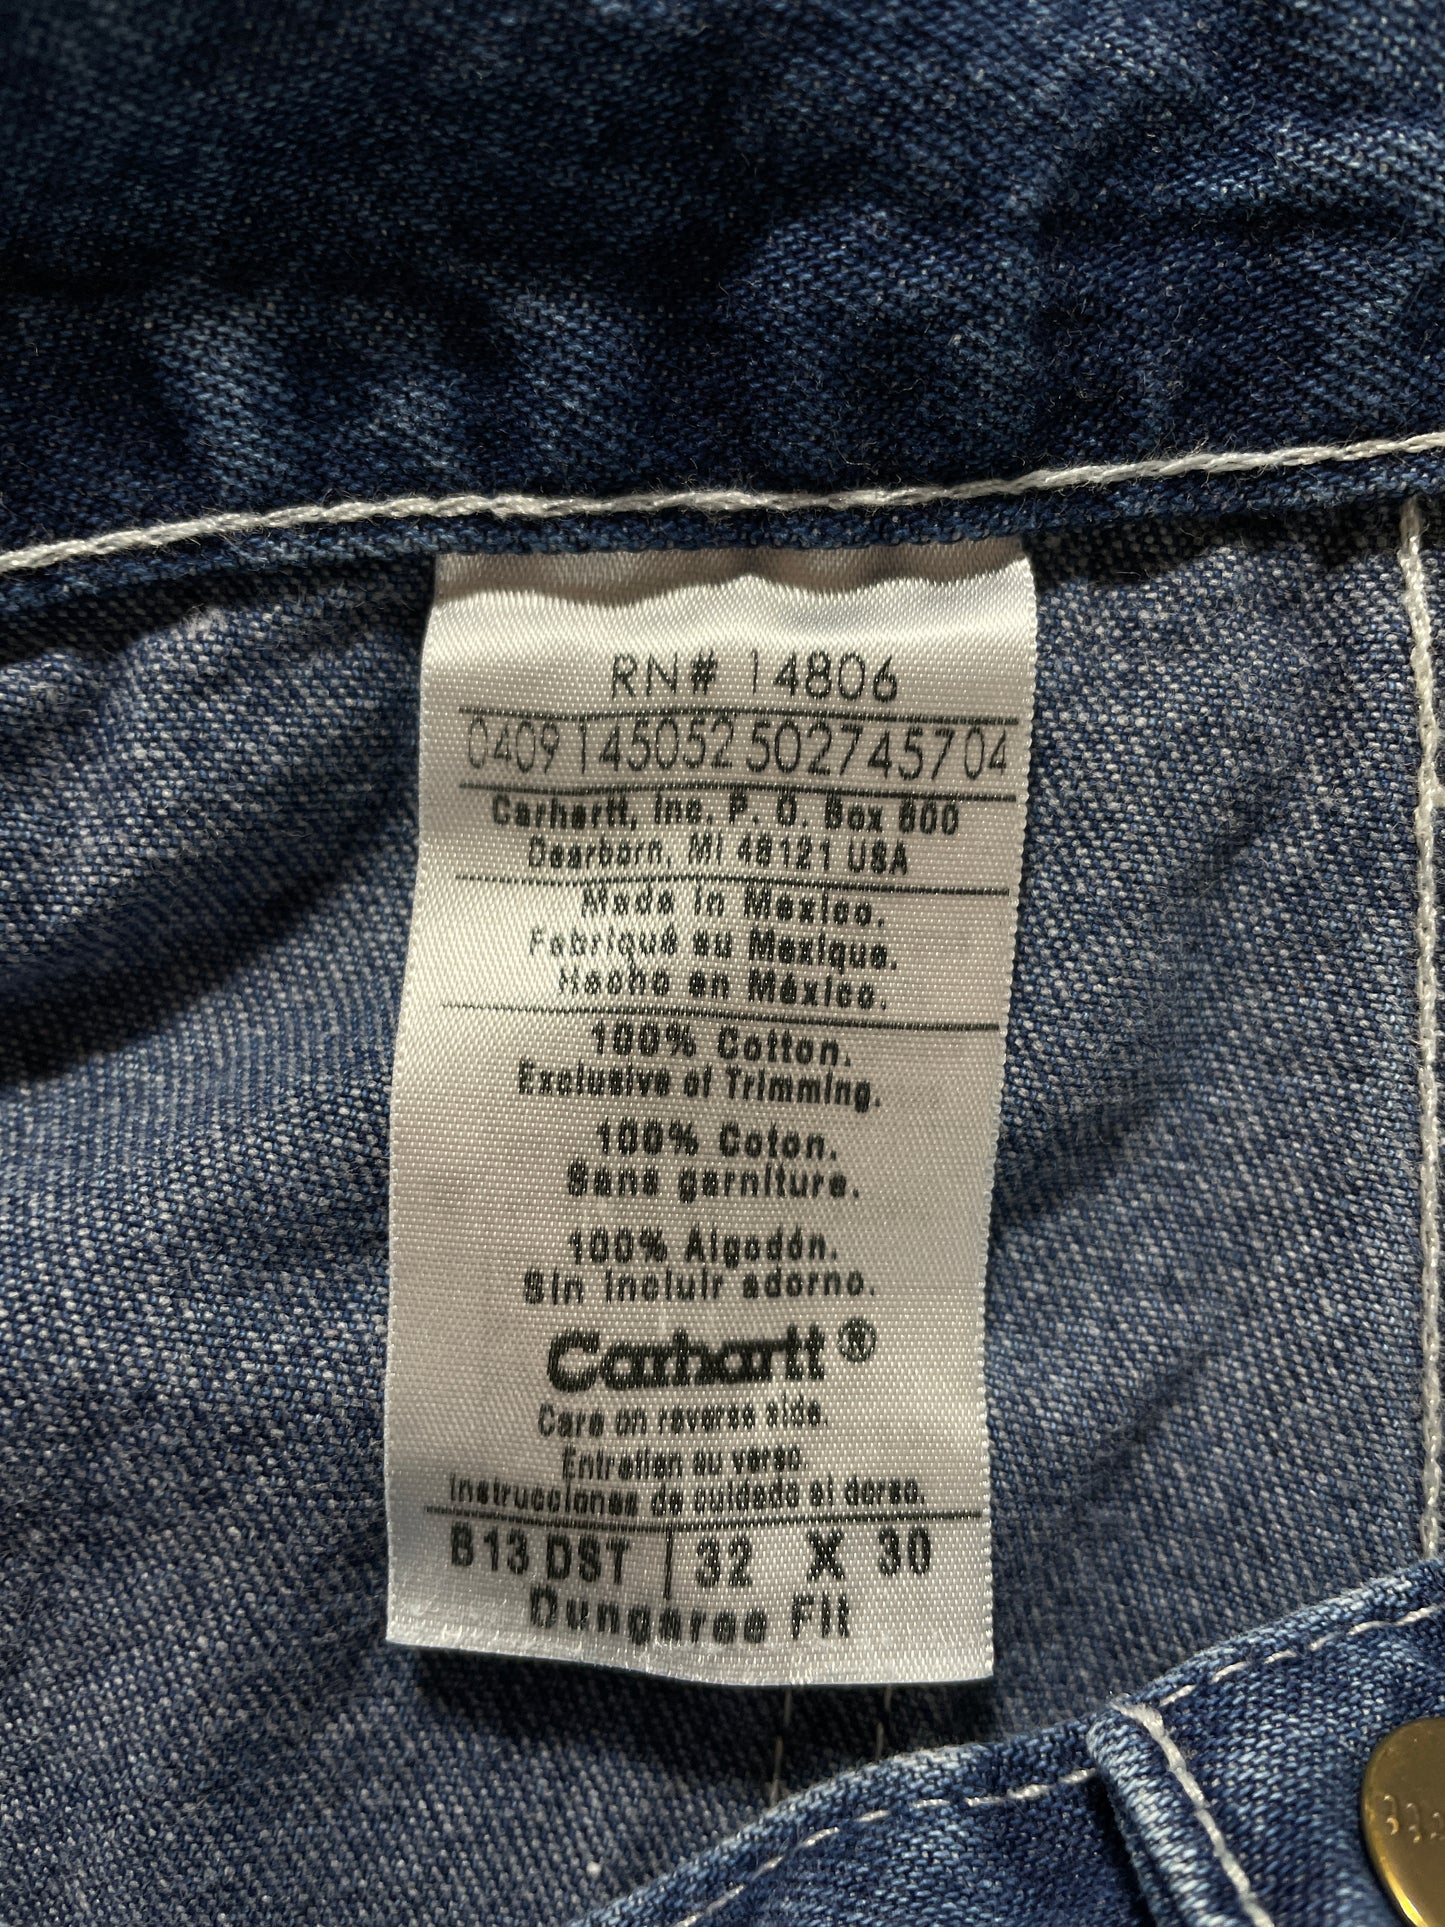 RN# 14806
0409 145052502745704
Carhartt, Inc. P. O. Box 600
Dearborn, MI 48121 USA
Made in Mexico.
Fabriqué au Mexique.
Hecho en México.
100% Cotton.
Exclusive of Trimming.
100% Coton.
Sans garniture.
100% Algodón.
Sin incluir adorno.
Carhartt®
Care on reverse side.
Entretien au verso.
Instrucciones de cuidado al dorso.
B13 DST | 32 X 30
Dungaree Fit